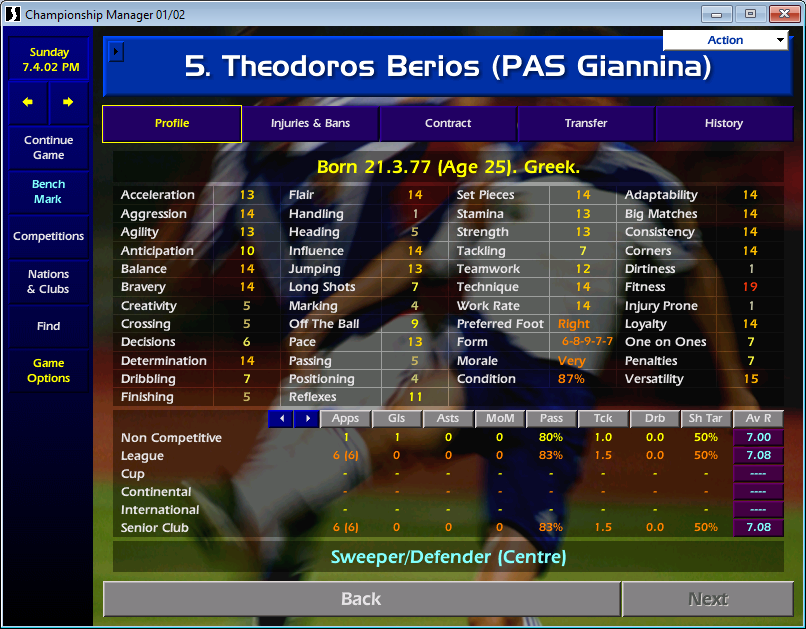 Championship Manager 01/02
Action
Sunday
7.4.02 PM
5. Theodoros Berios (PAS Giannina)
Continue
Game
Bench
Mark
Competitions
Nations
& Clubs
Find
Game
Options
Profile Injuries & Bans Contract Transfer History
Born 21.3.77 (Age 25). Greek.
Acceleration 13 Flair 14 Set Pieces 14 Adaptability 14
Aggression 14 Handling 1 Stamina 13 Big Matches 14
Agility 13 Heading 5 Strength 13 Consistency 14
Anticipation 10 Influence 14 Tackling 7 Corners 14
Balance 14 Jumping 13 Teamwork 12 Dirtiness 1
Bravery 14 Long Shots 7 Technique 14 Fitness 19
Creativity 5 Marking 4 Work Rate 14 Injury Prone 1
Crossing 5 Off The Ball 9 Preferred Foot Right Loyalty 14
Decisions 6 Pace 13 Form 6-8-9-7-7 One on Ones 7
Determination 14 Passing 5 Morale Very Penalties 7
Dribbling 7 Positioning 4 Condition 87% Versatility 15
Finishing 5 Reflexes 11
Apps Gls Asts MoM Pass Tck Drb Sh Tar Av R
Non Competitive 1 1 0 0 80% 1.0 0.0 50% 7.00
League 6 (6) 0 0 0 83% 1.5 0.0 50% 7.08
Cup - - - - - - - - ----
Continental - - - - - - - - ----
International - - - - - - - - ----
Senior Club 6 (6) 0 0 0 83% 1.5 0.0 50% 7.08
Sweeper/Defender (Centre)
Back Next